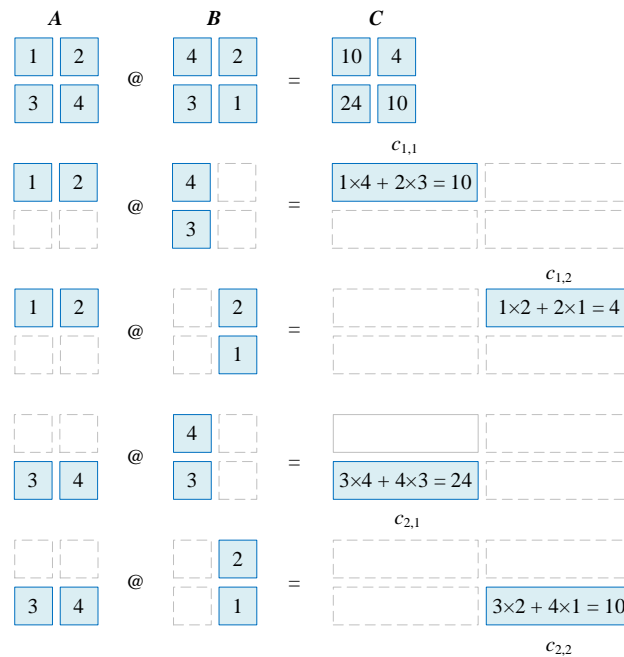 A B C
1 2 4 2 10 4
@ =
3 4 3 1 24 10
c1,1
1 2 4 1×4 + 2×3 = 10
@ =
3
c1,2
1 2 2 1×2 + 2×1 = 4
@ =
1
4
@ =
3 4 3 3×4 + 4×3 = 24
c2,1
2
@ =
3 4 1 3×2 + 4×1 = 10
c2,2